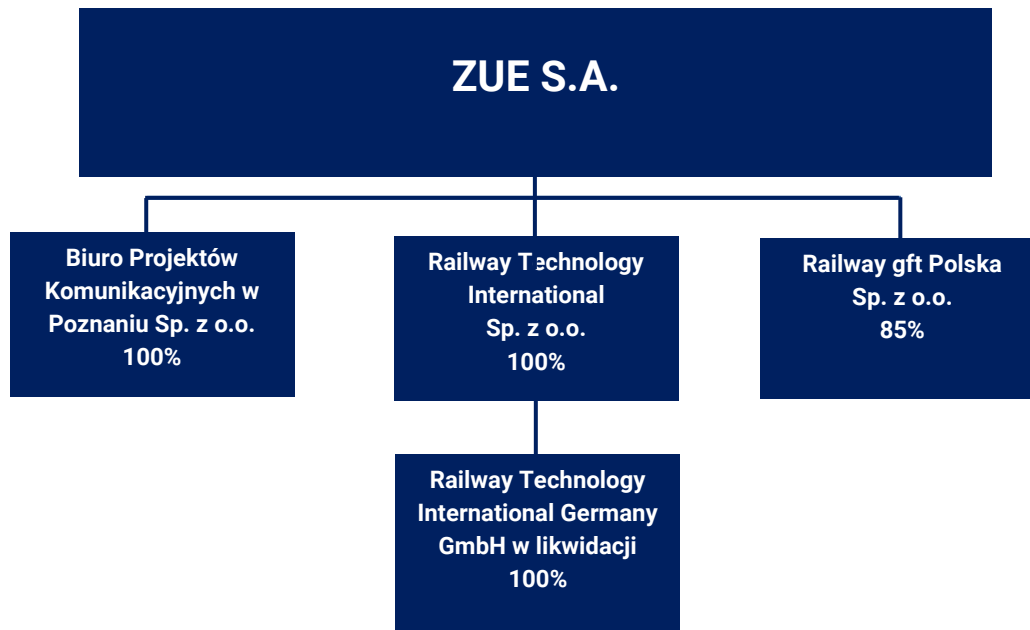 ZUE S.A.
Biuro Projektów
Komunikacyjnych w
Poznaniu Sp. z o.o.
100%
Railway Technology
International
Sp. z o.o.
100%
Railway gft Polska
Sp. z o.o.
85%
Railway Technology
International Germany
GmbH w likwidacji
100%